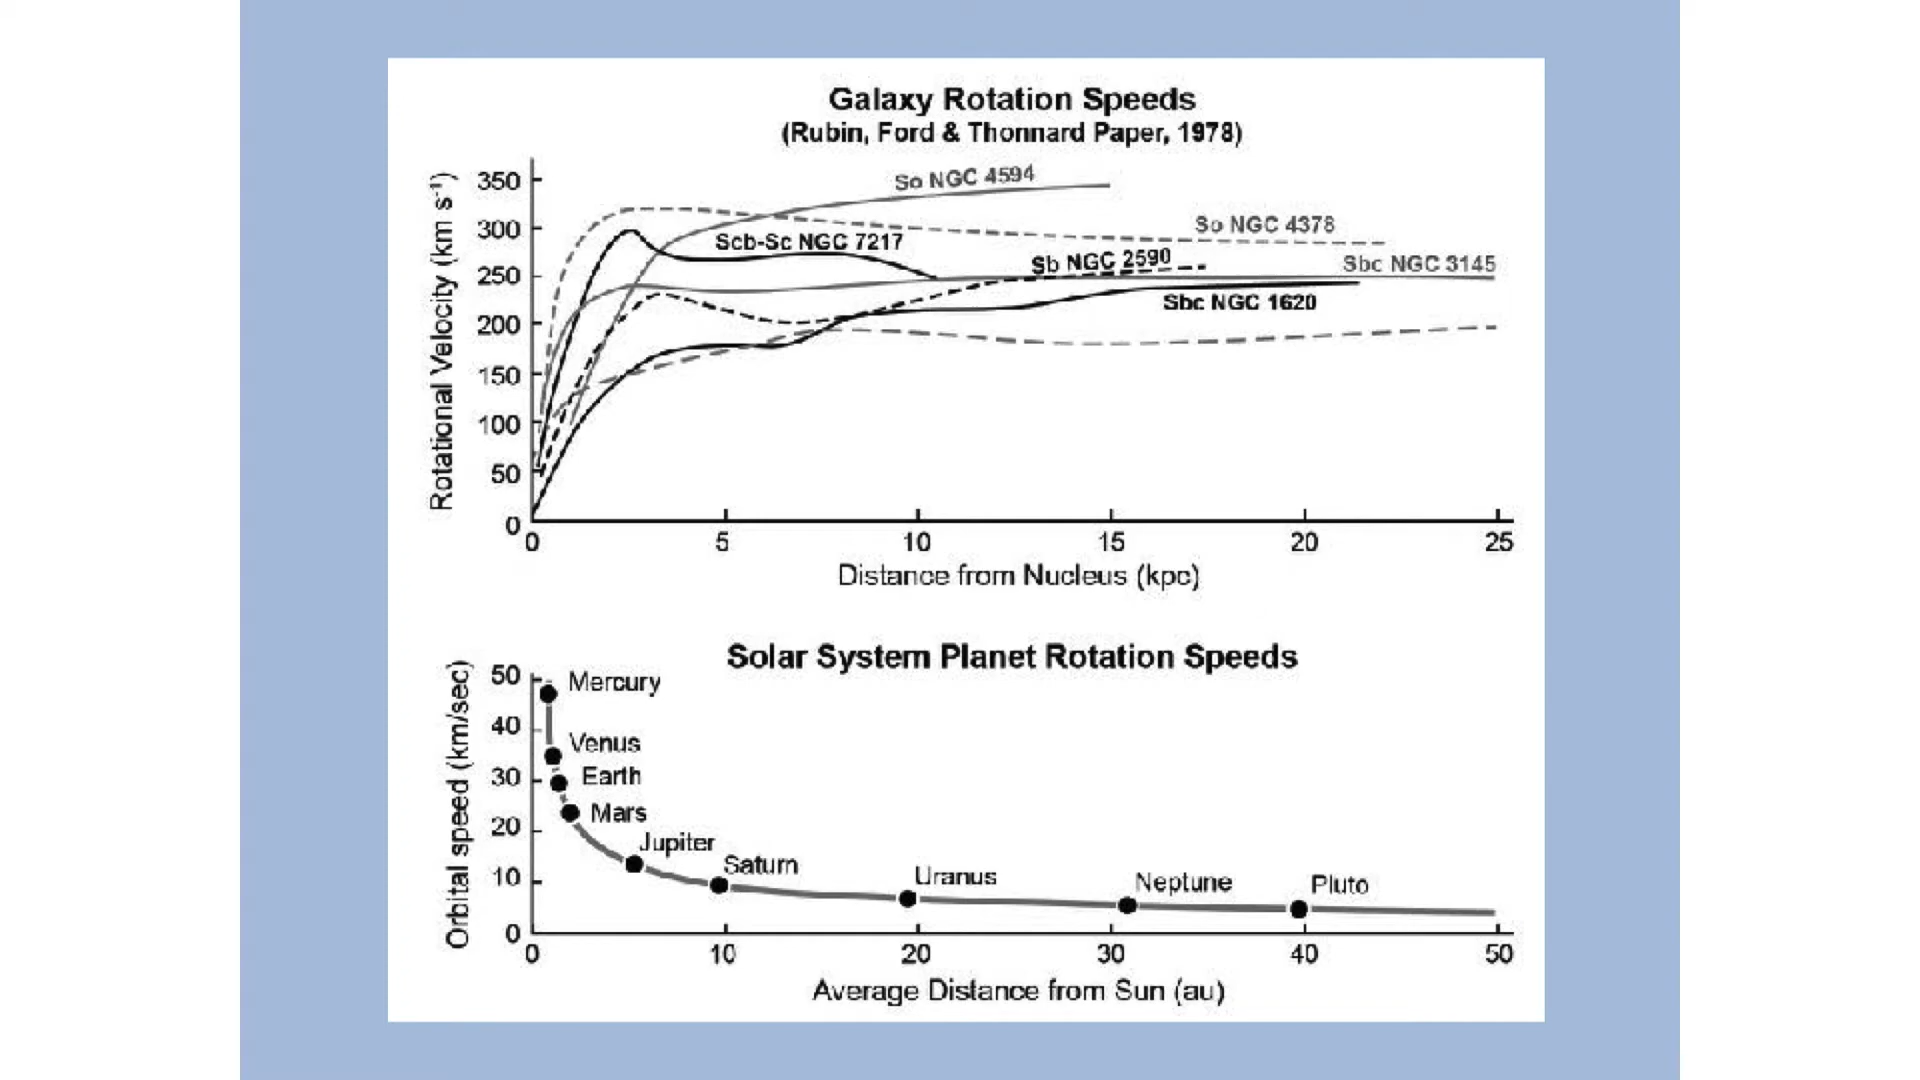 Galaxy Rotation Speeds
(Rubin, Ford & Thonnard Paper, 1978)
Rotational Velocity (km s⁻¹)
350
300
250
200
150
100
50
0
So NGC 4594
So NGC 4378
Scb-Sc NGC 7217
Sb NGC 2590
Sbc NGC 3145
Sbc NGC 1620
0 5 10 15 20 25
Distance from Nucleus (kpc)
Solar System Planet Rotation Speeds
Orbital speed (km/sec)
50
40
30
20
10
0
Mercury
Venus
Earth
Mars
Jupiter
Saturn
Uranus
Neptune
Pluto
0 10 20 30 40 50
Average Distance from Sun (au)